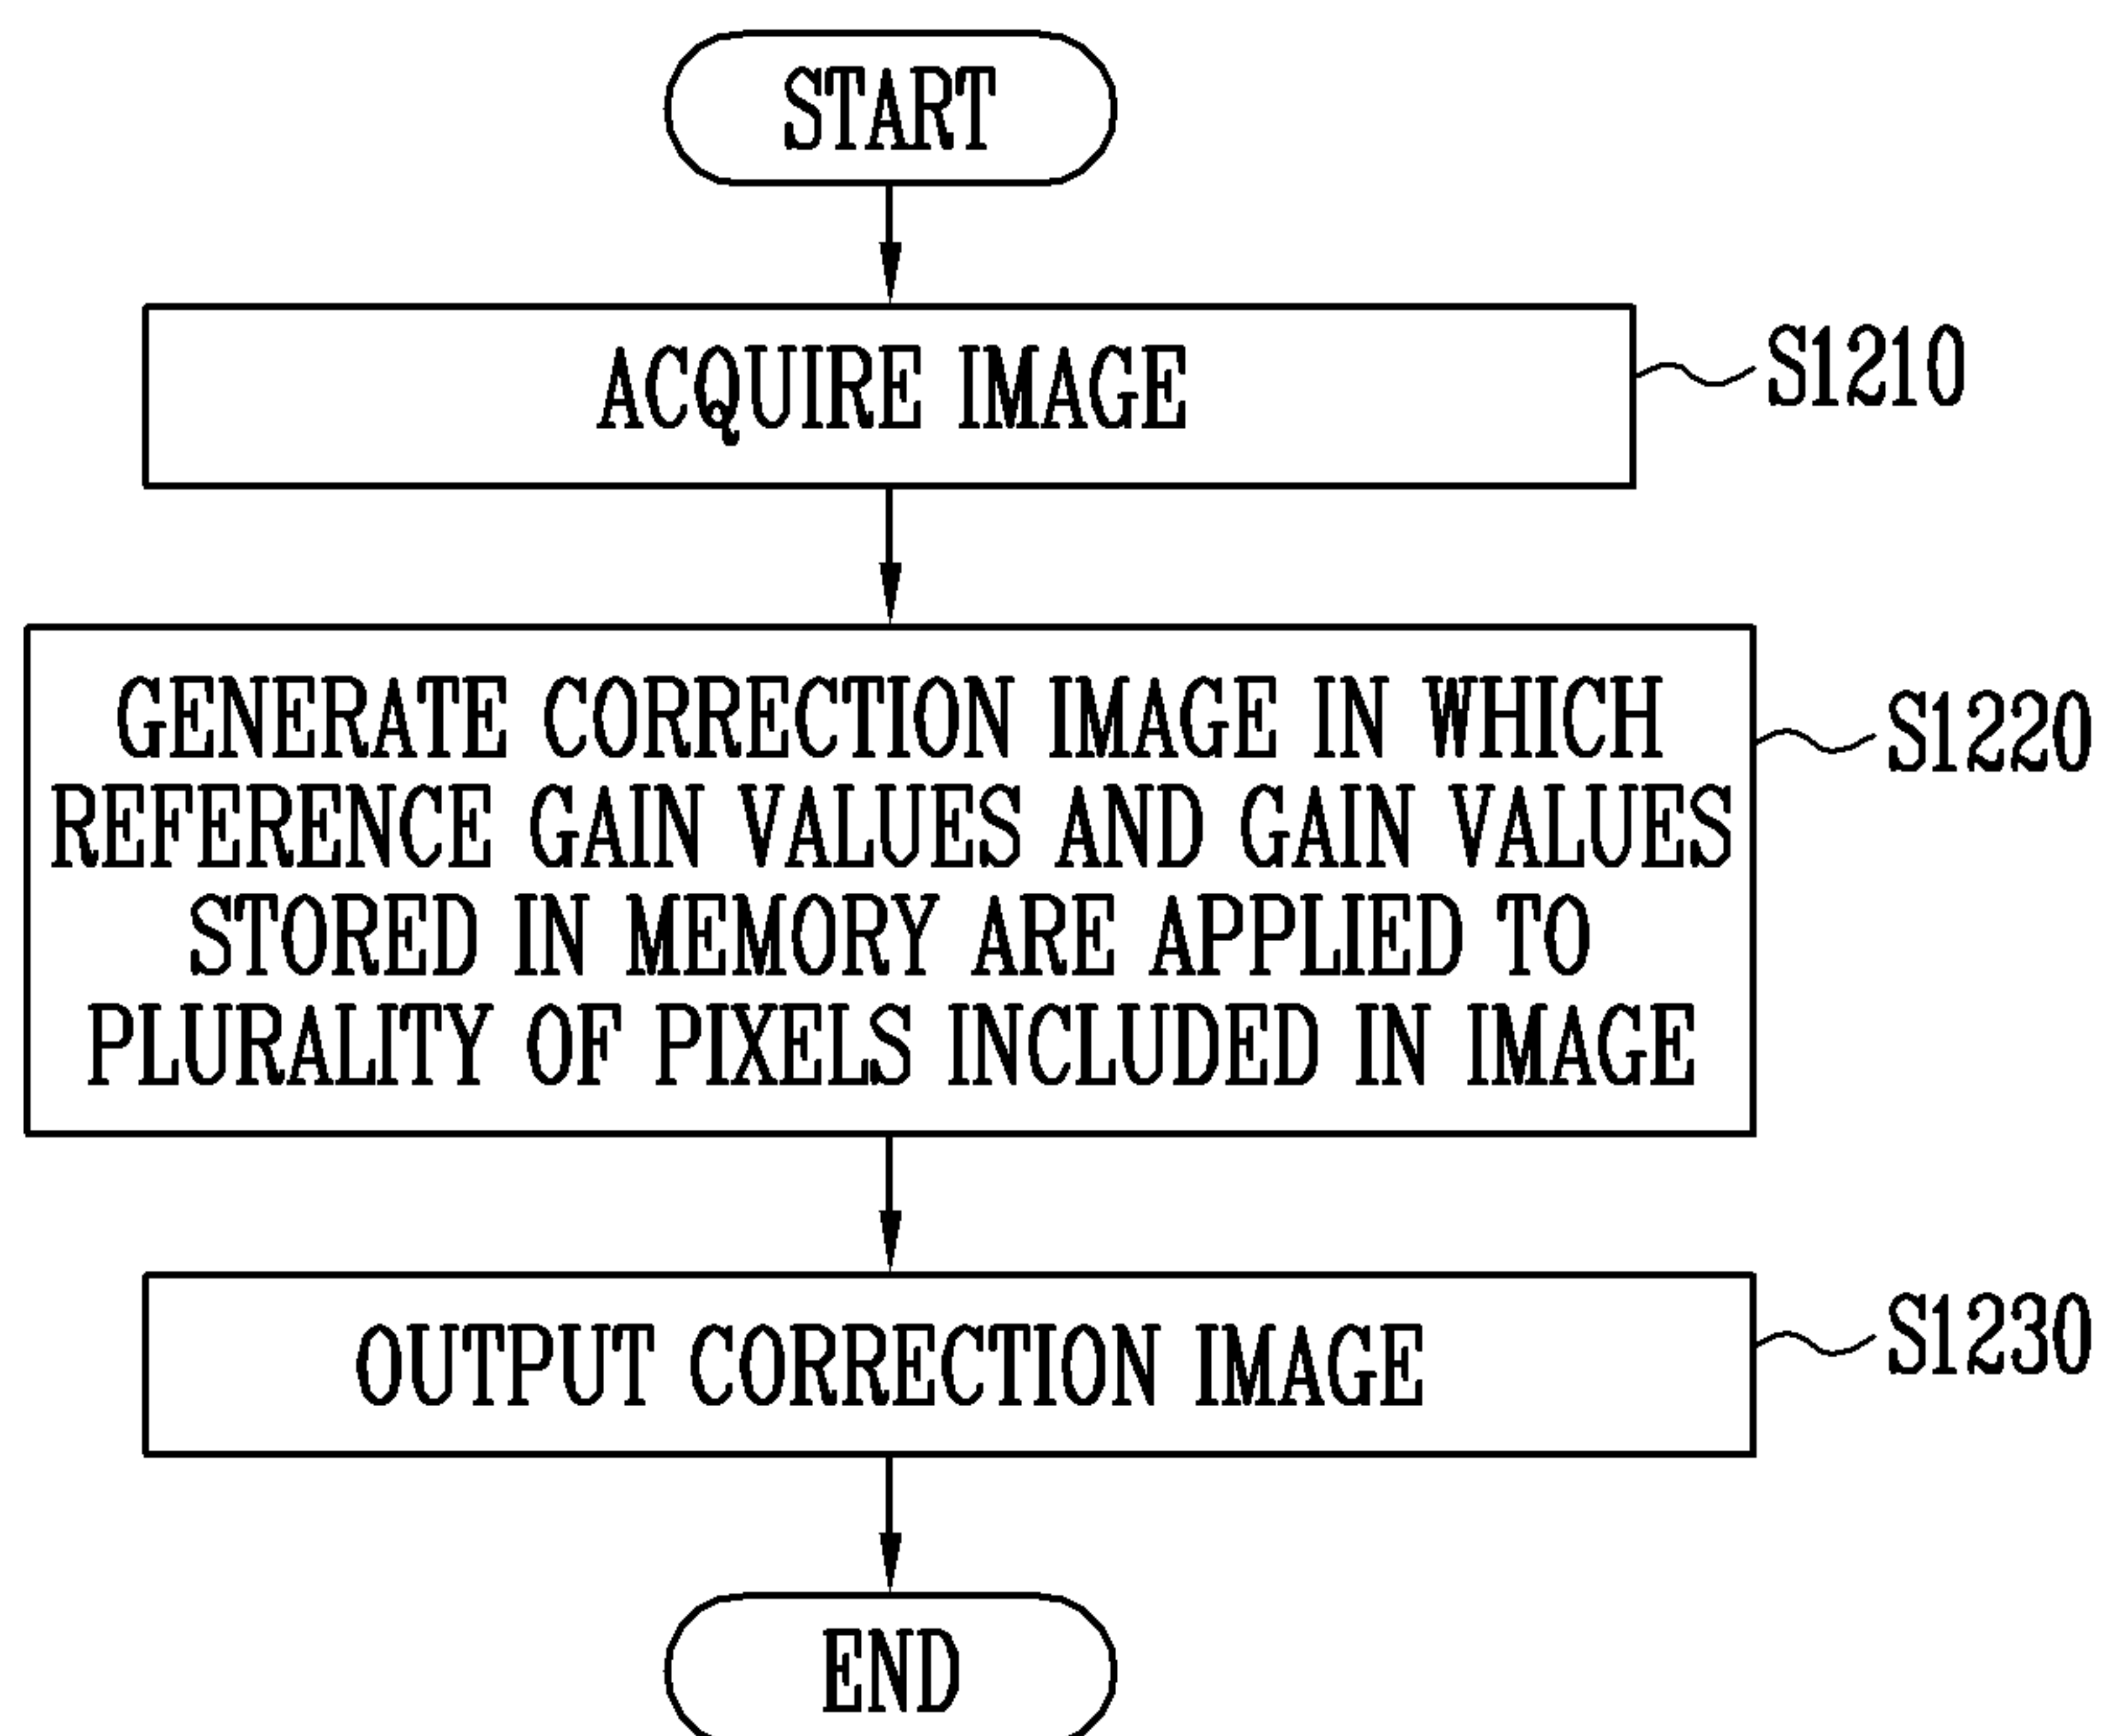 START
ACQUIRE IMAGE
S1210
GENERATE CORRECTION IMAGE IN WHICH
REFERENCE GAIN VALUES AND GAIN VALUES
STORED IN MEMORY ARE APPLIED TO
PLURALITY OF PIXELS INCLUDED IN IMAGE
S1220
OUTPUT CORRECTION IMAGE
S1230
END